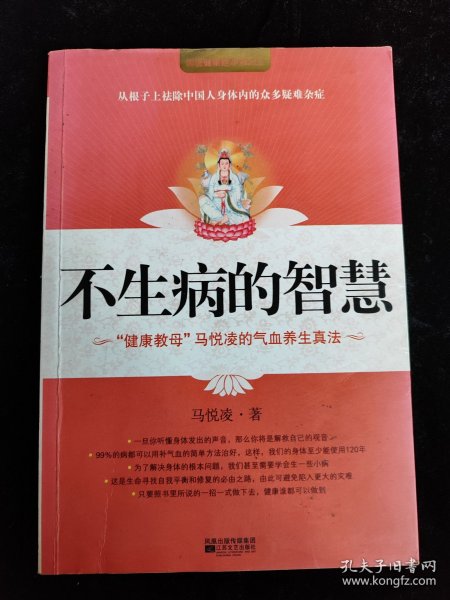 从根子上祛除中国人身体内的众多疑难杂症
不生病的智慧
“健康教母”马悦凌的气血养生真法
马悦凌·著
•一旦你听懂身体发出的声音，那么你将是解救自己的观音
•99%的病都可以用补气血的简单方法治好，这样，我们的身体至少能使用120年
•为了解决身体的根本问题，我们甚至需要学会生一些小病
•这是生命寻找自我平衡和修复的必由之路，由此可避免陷入更大的灾难
•只要照书里所说的一招一式做下去，健康谁都可以做到
凤凰出版传媒集团
江苏文艺出版社
孔夫子旧书网
www.kongfz.com